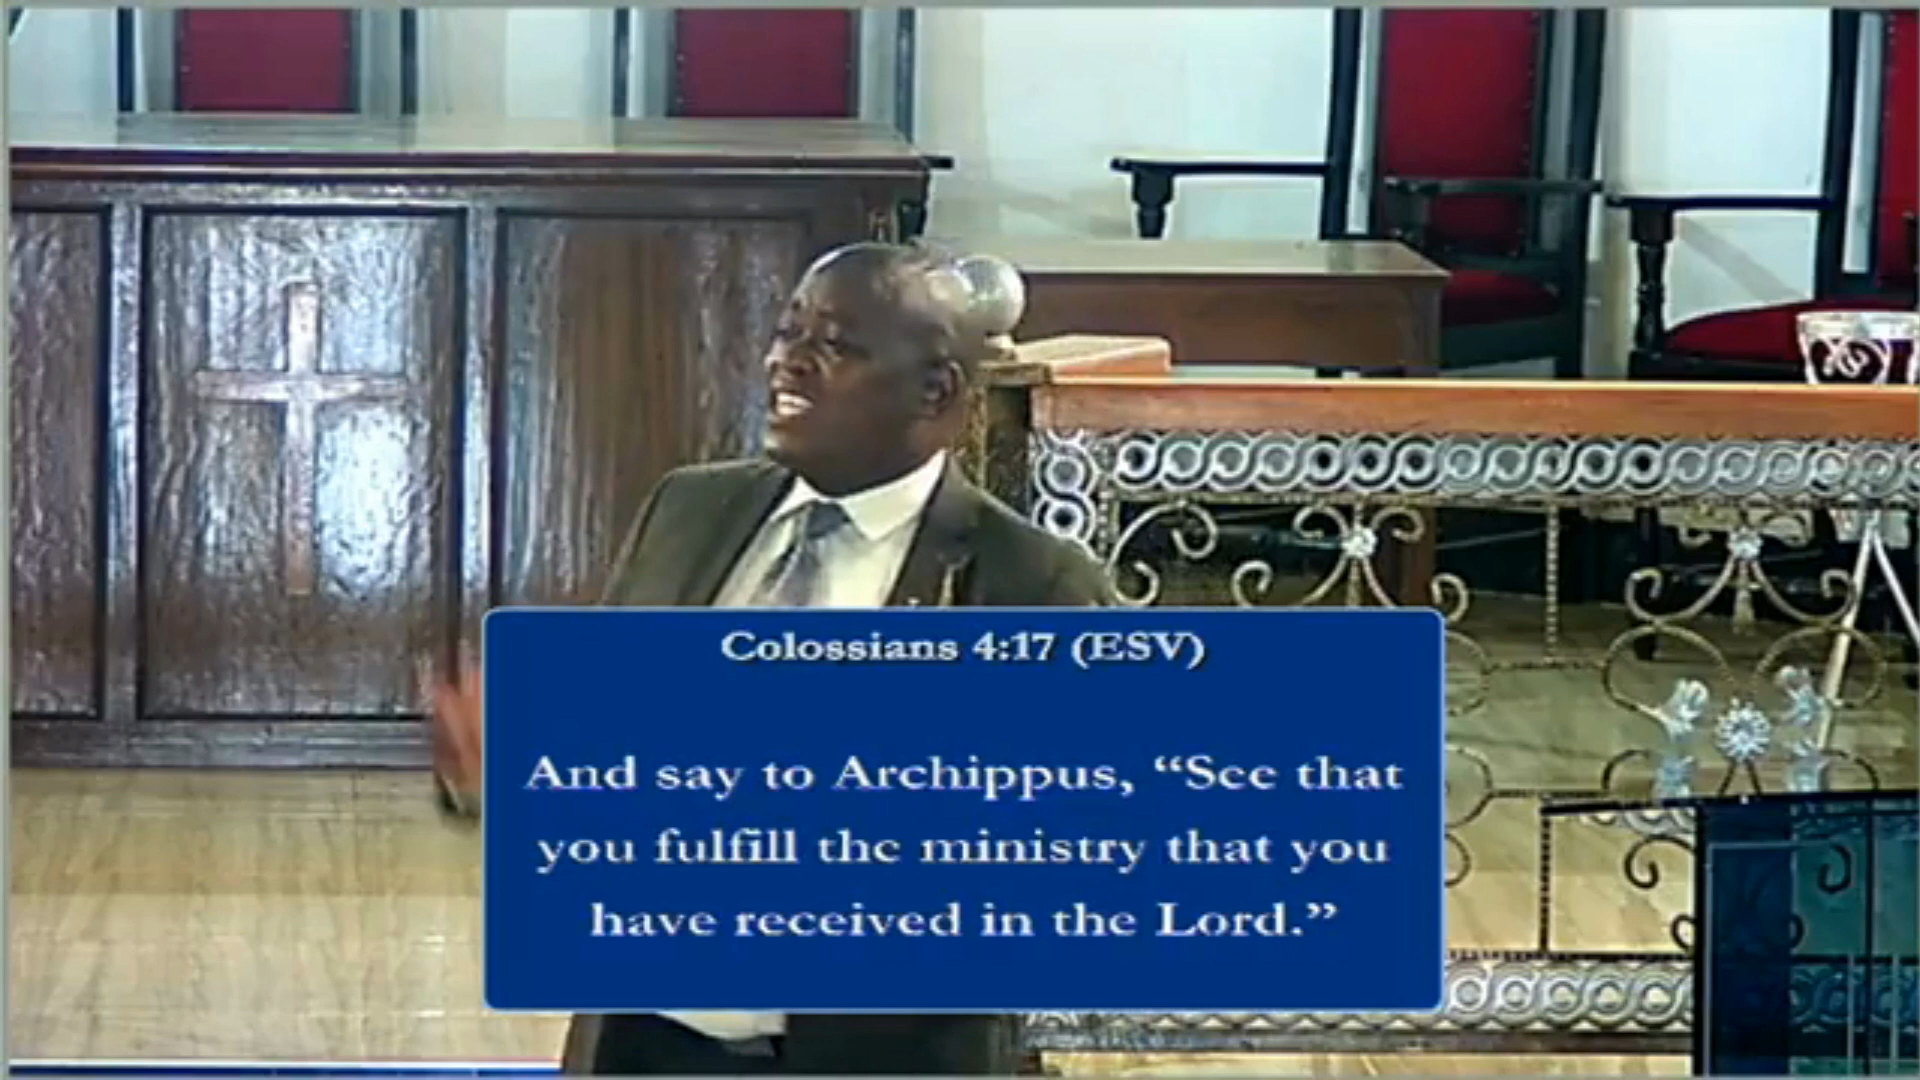 Colossians 4:17 (ESV)
And say to Archippus, “See that
you fulfill the ministry that you
have received in the Lord.”